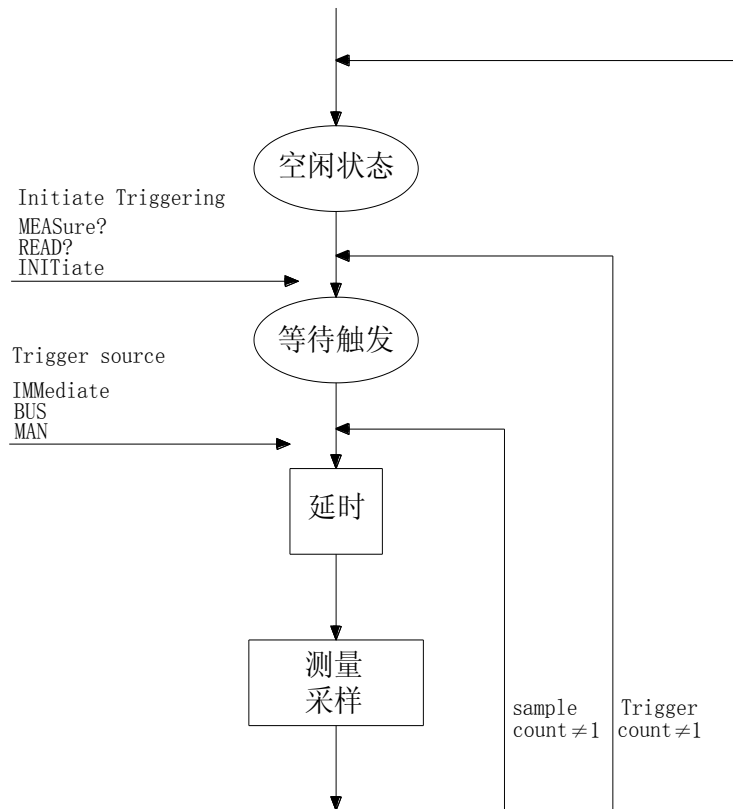 空闲状态
Initiate Triggering
MEASure?
READ?
INITiate
等待触发
Trigger source
IMMediate
BUS
MAN
延时
测量
采样
sample
count≠1
Trigger
count≠1